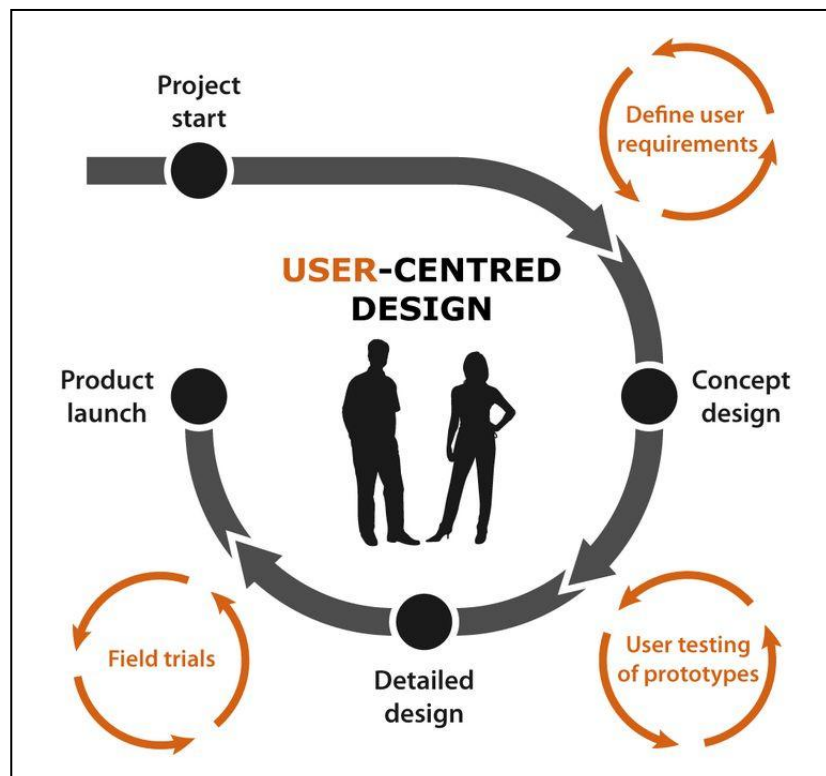 Project
start
Define user
requirements
USER-CENTRED
DESIGN
Product
launch
Concept
design
Field trials
Detailed
design
User testing
of prototypes